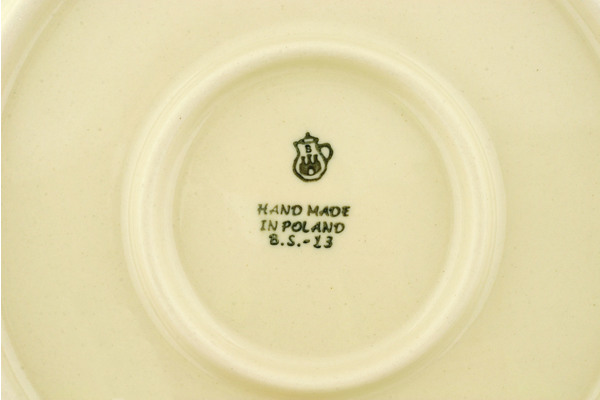 B
HAND MADE
IN POLAND
B.S.-13